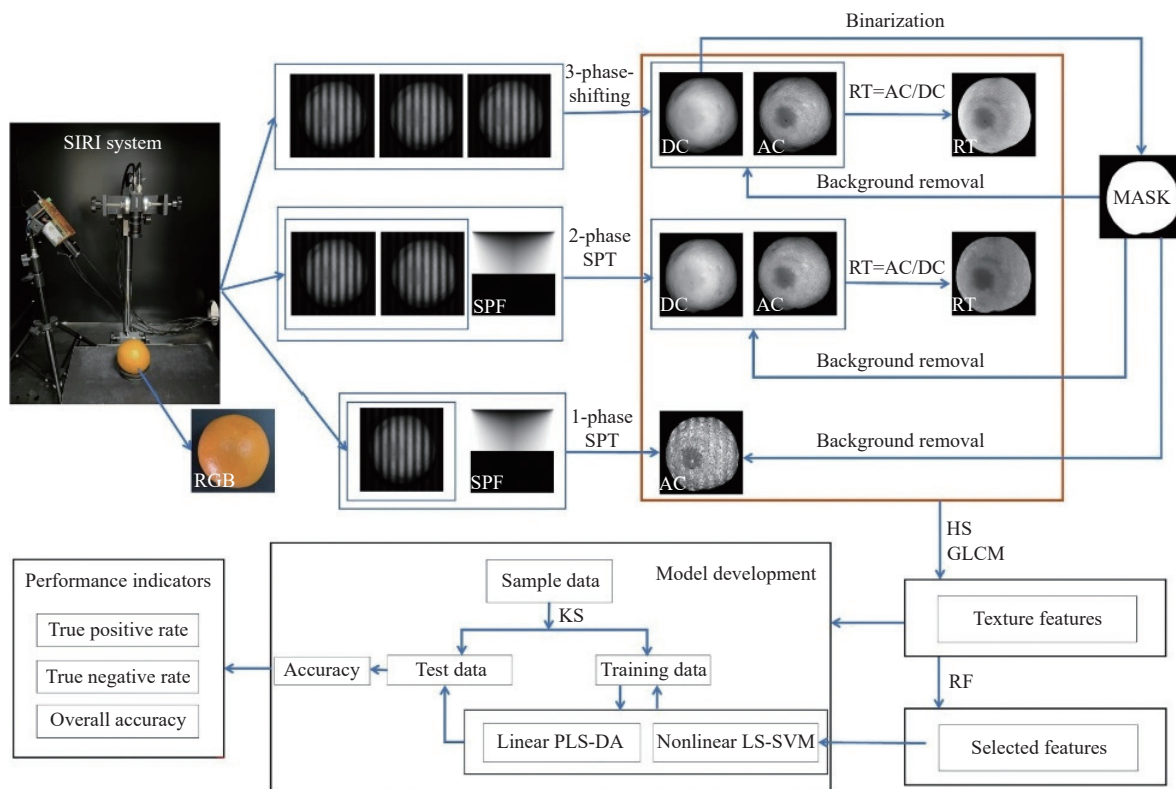 Binarization
3-phase-
shifting
RT=AC/DC
SIRI system
DC
AC
RT
Background removal
MASK
2-phase
SPT
RT=AC/DC
SPF
DC
AC
RT
Background removal
1-phase
SPT
Background removal
RGB
SPF
AC
HS
GLCM
Performance indicators
True positive rate
True negative rate
Overall accuracy
Model development
Sample data
KS
Accuracy
Test data
Training data
Linear PLS-DA
Nonlinear LS-SVM
Texture features
RF
Selected features